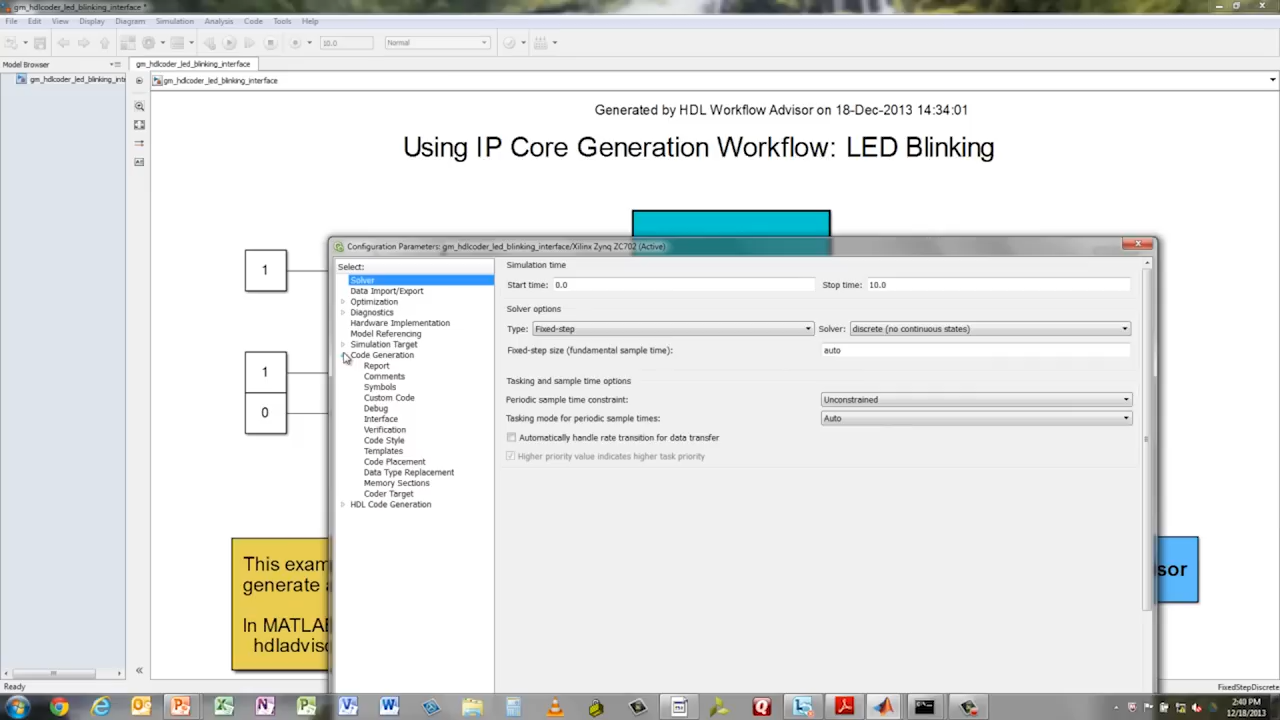 gm_hdlcoder_led_blinking_interface *
File Edit View Display Diagram Simulation Analysis Code Tools Help
10.0 Normal
Model Browser
gm_hdlcoder_led_blinking_interface
gm_hdlcoder_led_blinking_inte
gm_hdlcoder_led_blinking_interface
Generated by HDL Workflow Advisor on 18-Dec-2013 14:34:01
Using IP Core Generation Workflow: LED Blinking
1
1
0
Configuration Parameters: gm_hdlcoder_led_blinking_interface/Xilinx Zynq ZC702 (Active)
Select:
Solver
Data Import/Export
Optimization
Diagnostics
Hardware Implementation
Model Referencing
Simulation Target
Code Generation
Report
Comments
Symbols
Custom Code
Debug
Interface
Verification
Code Style
Templates
Code Placement
Data Type Replacement
Memory Sections
Coder Target
HDL Code Generation
Simulation time
Start time: 0.0 Stop time: 10.0
Solver options
Type: Fixed-step Solver: discrete (no continuous states)
Fixed-step size (fundamental sample time): auto
Tasking and sample time options
Periodic sample time constraint: Unconstrained
Tasking mode for periodic sample times: Auto
Automatically handle rate transition for data transfer
Higher priority value indicates higher task priority
This exam
generate a
In MATLAB
hdladviso
sor
Ready
FixedStepDiscrete
2:40 PM
12/18/2013